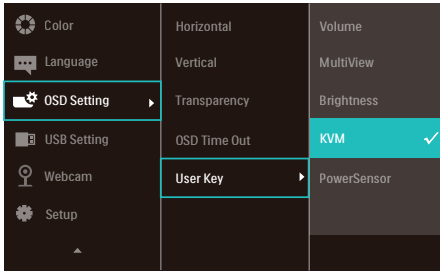 Color
Language
OSD Setting
USB Setting
Webcam
Setup
Horizontal
Vertical
Transparency
OSD Time Out
User Key
Volume
MultiView
Brightness
KVM
PowerSensor